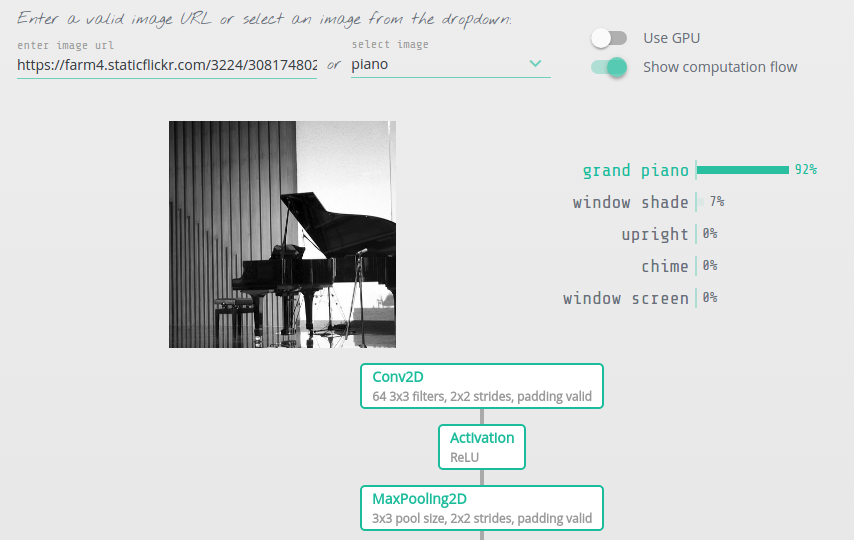 Enter a valid image URL or select an image from the dropdown:
enter image url
https://farm4.staticflickr.com/3224/308174802
or
select image
piano
Use GPU
Show computation flow
grand piano 92%
window shade 7%
upright 0%
chime 0%
window screen 0%
Conv2D
64 3x3 filters, 2x2 strides, padding valid
Activation
ReLU
MaxPooling2D
3x3 pool size, 2x2 strides, padding valid